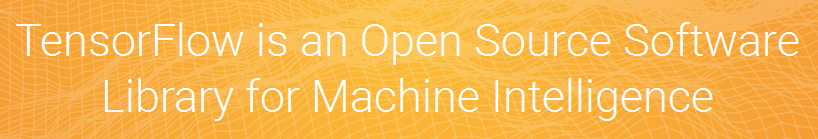 TensorFlow is an Open Source Software
Library for Machine Intelligence